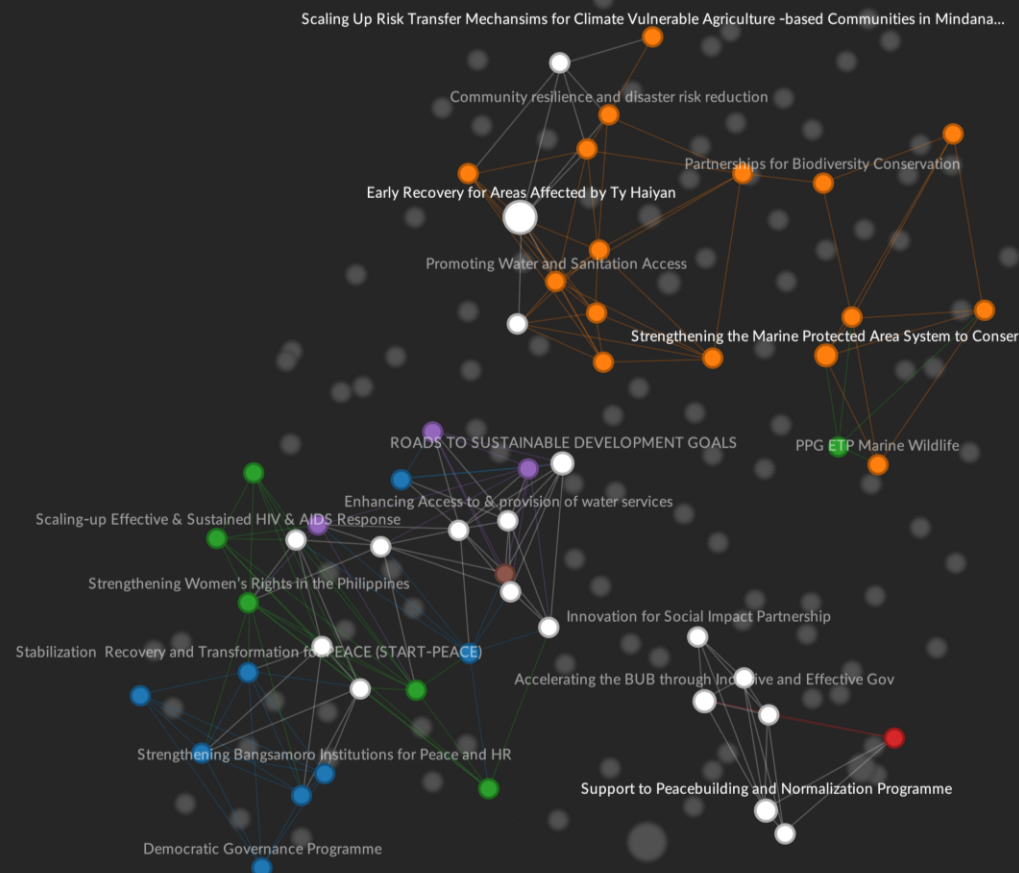 Scaling Up Risk Transfer Mechansims for Climate Vulnerable Agriculture -based Communities in Mindana...
Community resilience and disaster risk reduction
Partnerships for Biodiversity Conservation
Early Recovery for Areas Affected by Ty Haiyan
Promoting Water and Sanitation Access
Strengthening the Marine Protected Area System to Conser
ROADS TO SUSTAINABLE DEVELOPMENT GOALS
PPG ETP Marine Wildlife
Enhancing Access to & provision of water services
Scaling-up Effective & Sustained HIV & AIDS Response
Strengthening Women's Rights in the Philippines
Innovation for Social Impact Partnership
Stabilization Recovery and Transformation for PEACE (START-PEACE)
Accelerating the BUB through Inclusive and Effective Gov
Strengthening Bangsamoro Institutions for Peace and HR
Support to Peacebuilding and Normalization Programme
Democratic Governance Programme